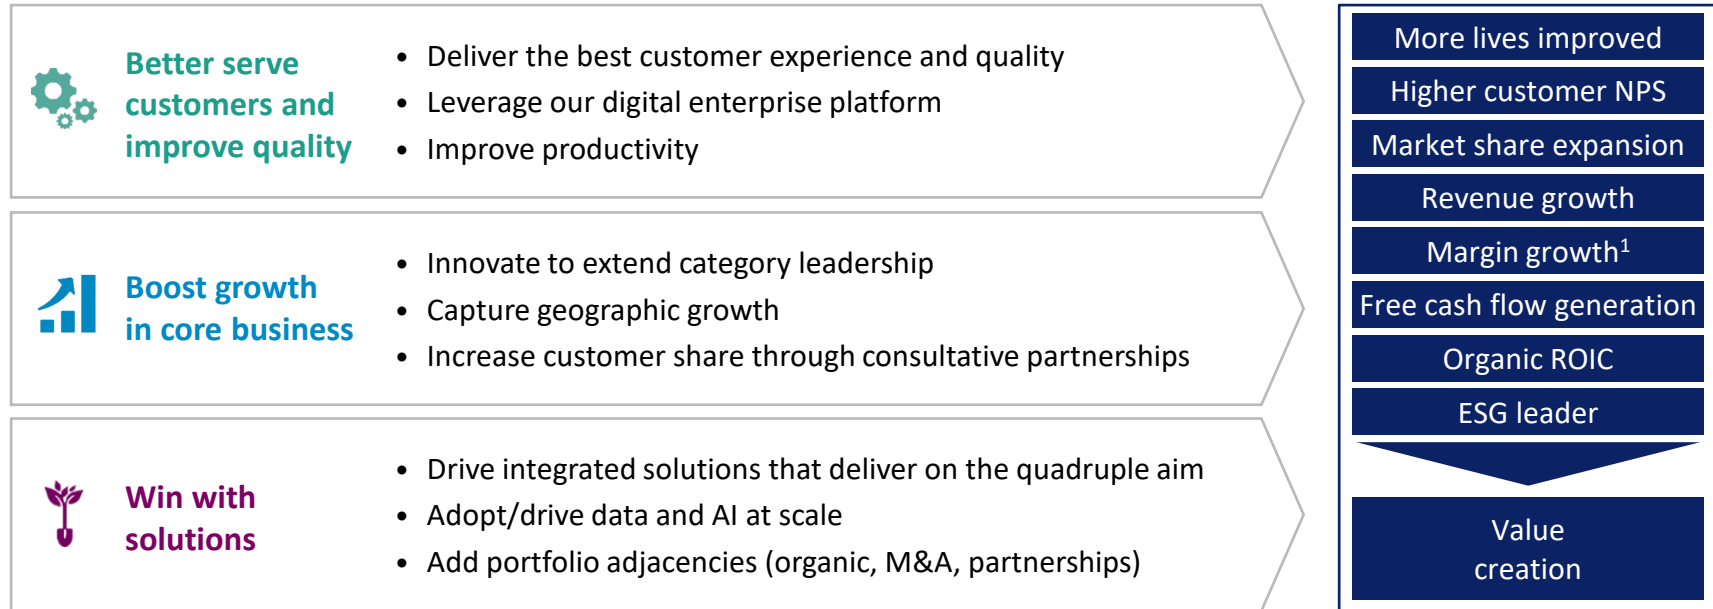 Better serve
customers and
improve quality
• Deliver the best customer experience and quality
• Leverage our digital enterprise platform
• Improve productivity
Boost growth
in core business
• Innovate to extend category leadership
• Capture geographic growth
• Increase customer share through consultative partnerships
Win with
solutions
• Drive integrated solutions that deliver on the quadruple aim
• Adopt/drive data and AI at scale
• Add portfolio adjacencies (organic, M&A, partnerships)
More lives improved
Higher customer NPS
Market share expansion
Revenue growth
Margin growth¹
Free cash flow generation
Organic ROIC
ESG leader
Value
creation